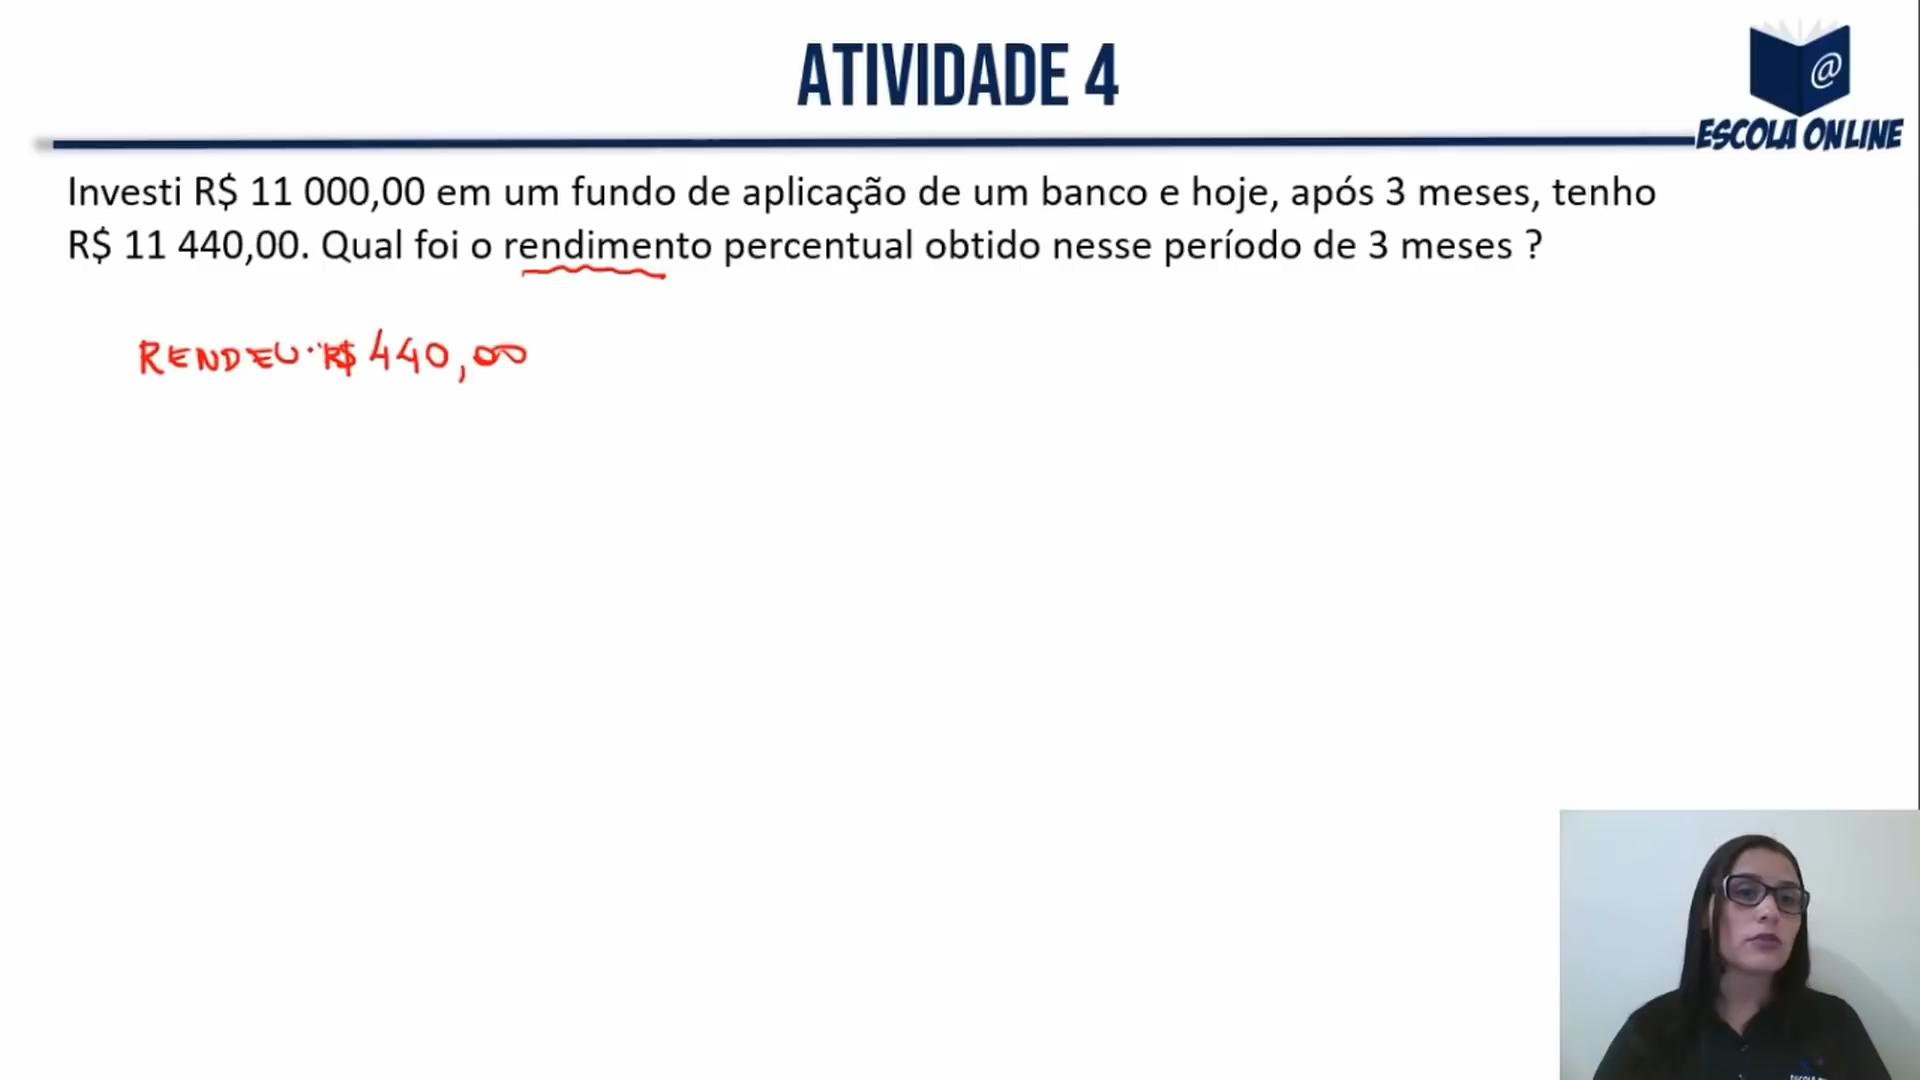 ATIVIDADE 4
@
ESCOLA ONLINE
Investi R$ 11 000,00 em um fundo de aplicação de um banco e hoje, após 3 meses, tenho
R$ 11 440,00. Qual foi o rendimento percentual obtido nesse período de 3 meses ?
RENDEU: R$ 440,00